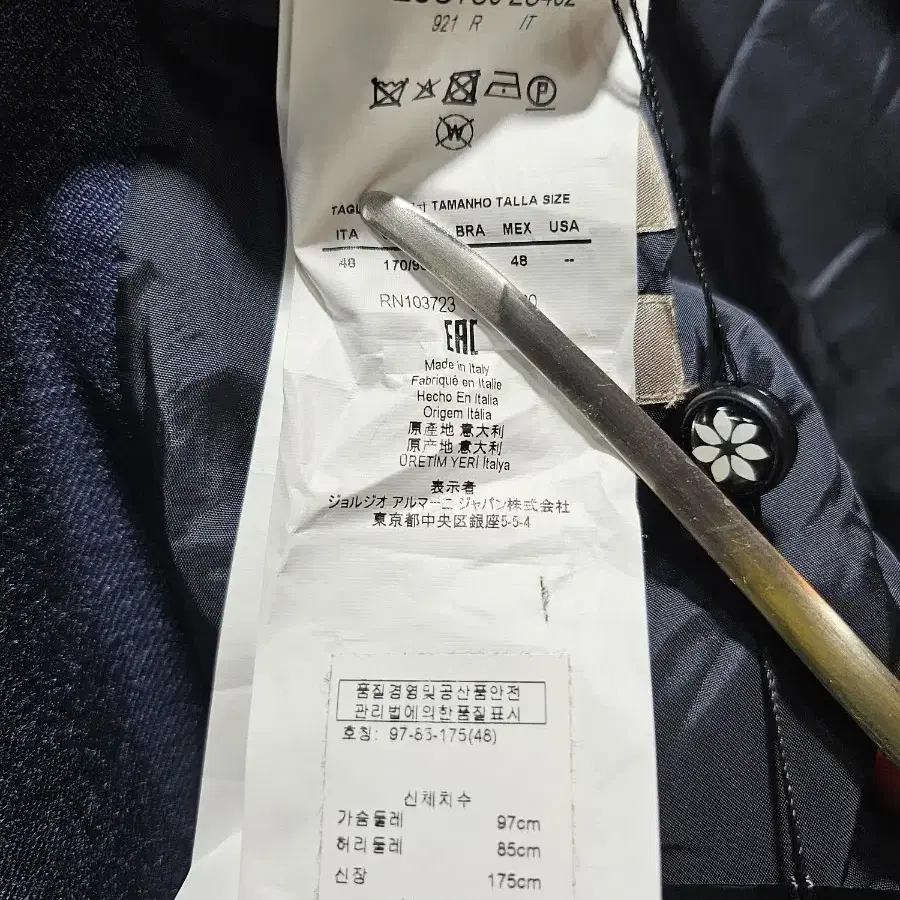 921 R IT
P
W
TAMANHO TALLA SIZE
ITA BRA MEX USA
48 48 --
RN103723
EAC
Made in Italy
Fabriqué en Italie
Hecho En Italia
Origem Itália
原產地 意大利
原产地 意大利
ÜRETİM YERİ Italya
表示者
ジョルジオ アルマーニ ジャパン株式会社
東京都中央区銀座5-5-4
품질경영및공산품안전
관리법에의한품질표시
호칭: 97-85-175(48)
신체치수
가슴둘레 97cm
허리둘레 85cm
신장 175cm